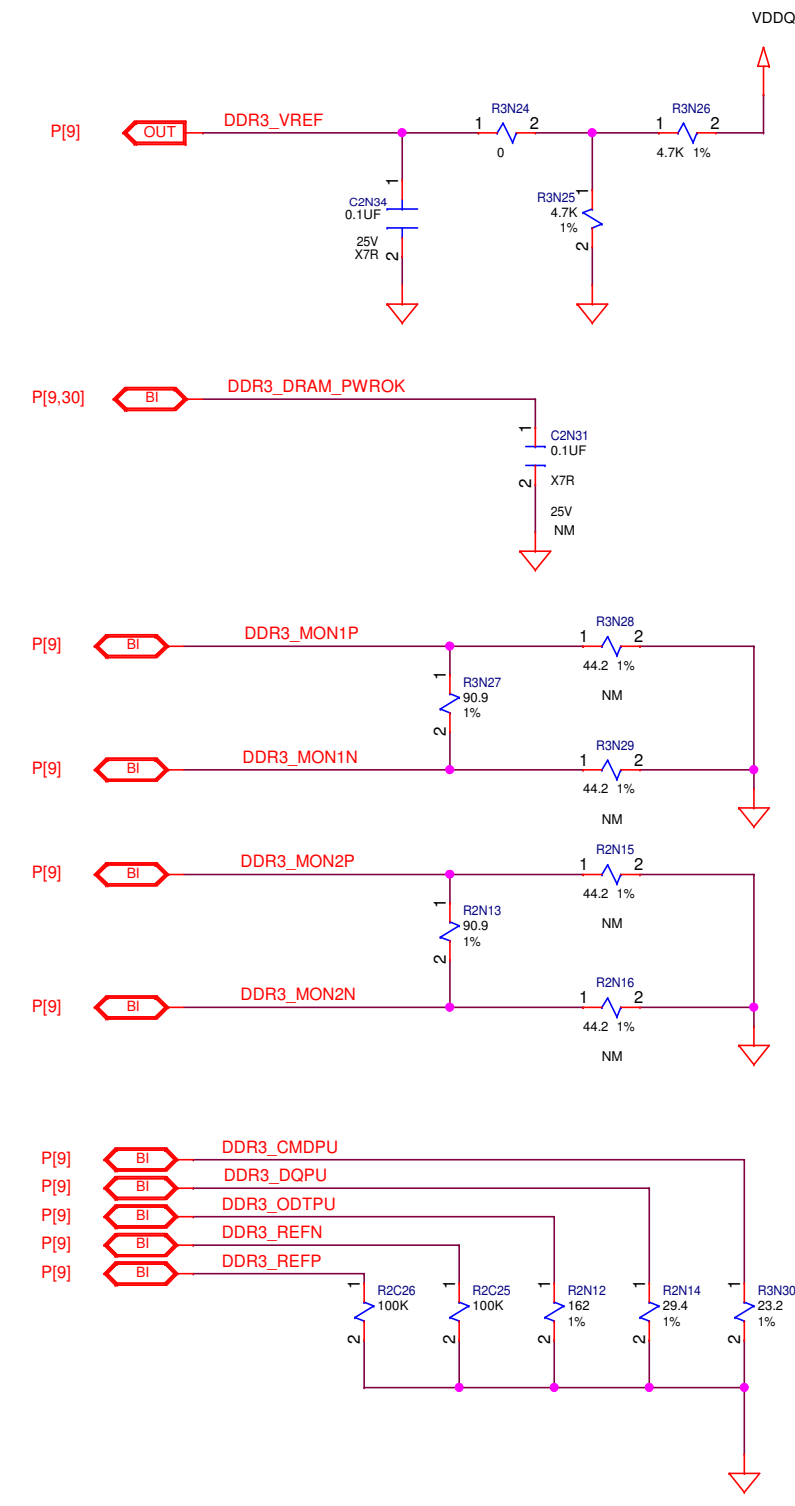 VDDQ
P[9] OUT DDR3_VREF
R3N24
1 2
0
R3N26
1 2
4.7K 1%
C2N34
0.1UF
25V
X7R
1
2
R3N25
4.7K
1%
1
2
P[9,30] BI DDR3_DRAM_PWROK
1
2
C2N31
0.1UF
X7R
25V
NM
P[9] BI DDR3_MON1P
R3N28
1 2
44.2 1%
NM
1
2
R3N27
90.9
1%
P[9] BI DDR3_MON1N
R3N29
1 2
44.2 1%
NM
P[9] BI DDR3_MON2P
R2N15
1 2
44.2 1%
NM
1
2
R2N13
90.9
1%
P[9] BI DDR3_MON2N
R2N16
1 2
44.2 1%
NM
P[9] BI DDR3_CMDPU
P[9] BI DDR3_DQPU
P[9] BI DDR3_ODTPU
P[9] BI DDR3_REFN
P[9] BI DDR3_REFP
1
2
R2C26
100K
1
2
R2C25
100K
1
2
R2N12
162
1%
1
2
R2N14
29.4
1%
1
2
R3N30
23.2
1%